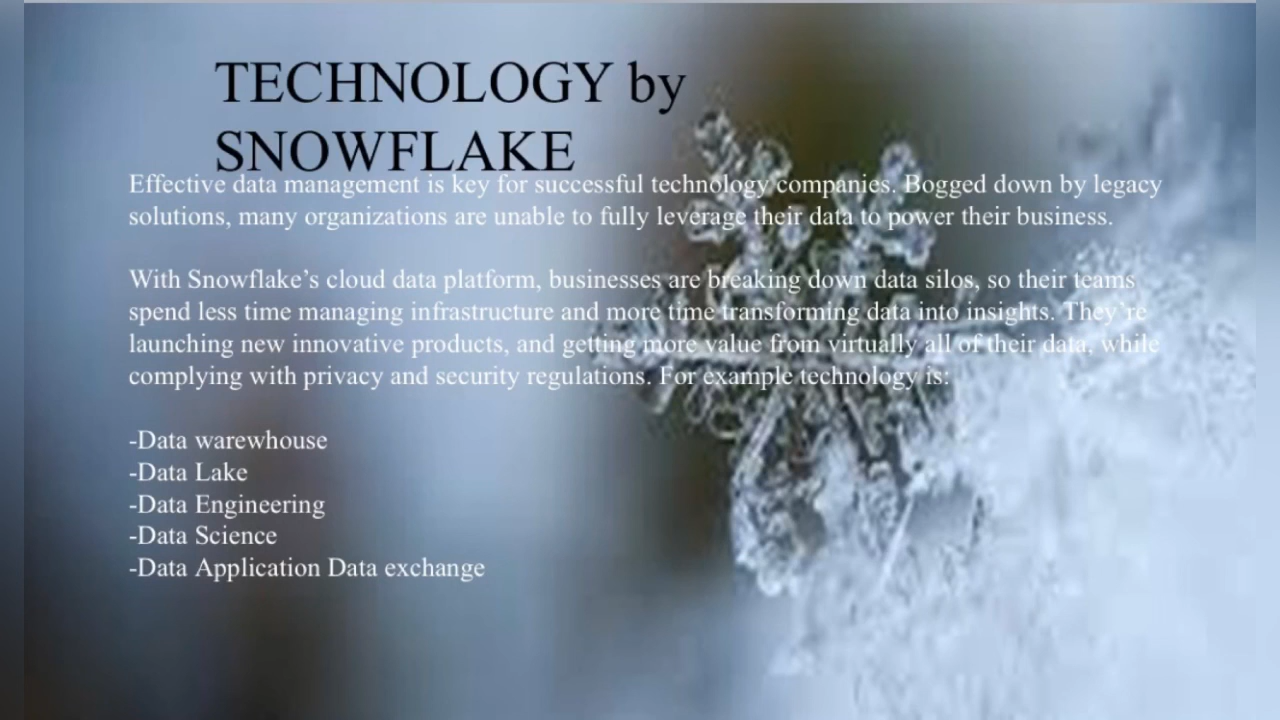 TECHNOLOGY by
SNOWFLAKE
Effective data management is key for successful technology companies. Bogged down by legacy
solutions, many organizations are unable to fully leverage their data to power their business.
With Snowflake’s cloud data platform, businesses are breaking down data silos, so their teams
spend less time managing infrastructure and more time transforming data into insights. They’re
launching new innovative products, and getting more value from virtually all of their data, while
complying with privacy and security regulations. For example technology is:
-Data warewhouse
-Data Lake
-Data Engineering
-Data Science
-Data Application Data exchange